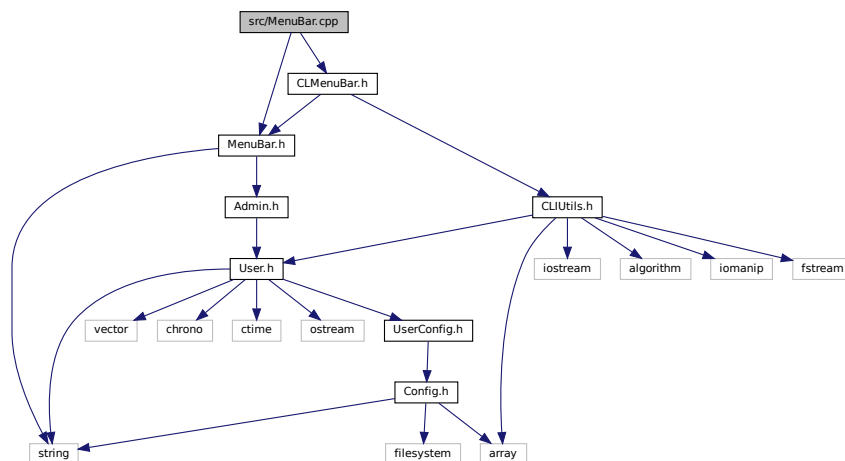 src/MenuBar.cpp
CLMenuBar.h
MenuBar.h
Admin.h
CLIUtils.h
User.h
iostream
algorithm
iomanip
fstream
vector
chrono
ctime
ostream
UserConfig.h
Config.h
string
filesystem
array